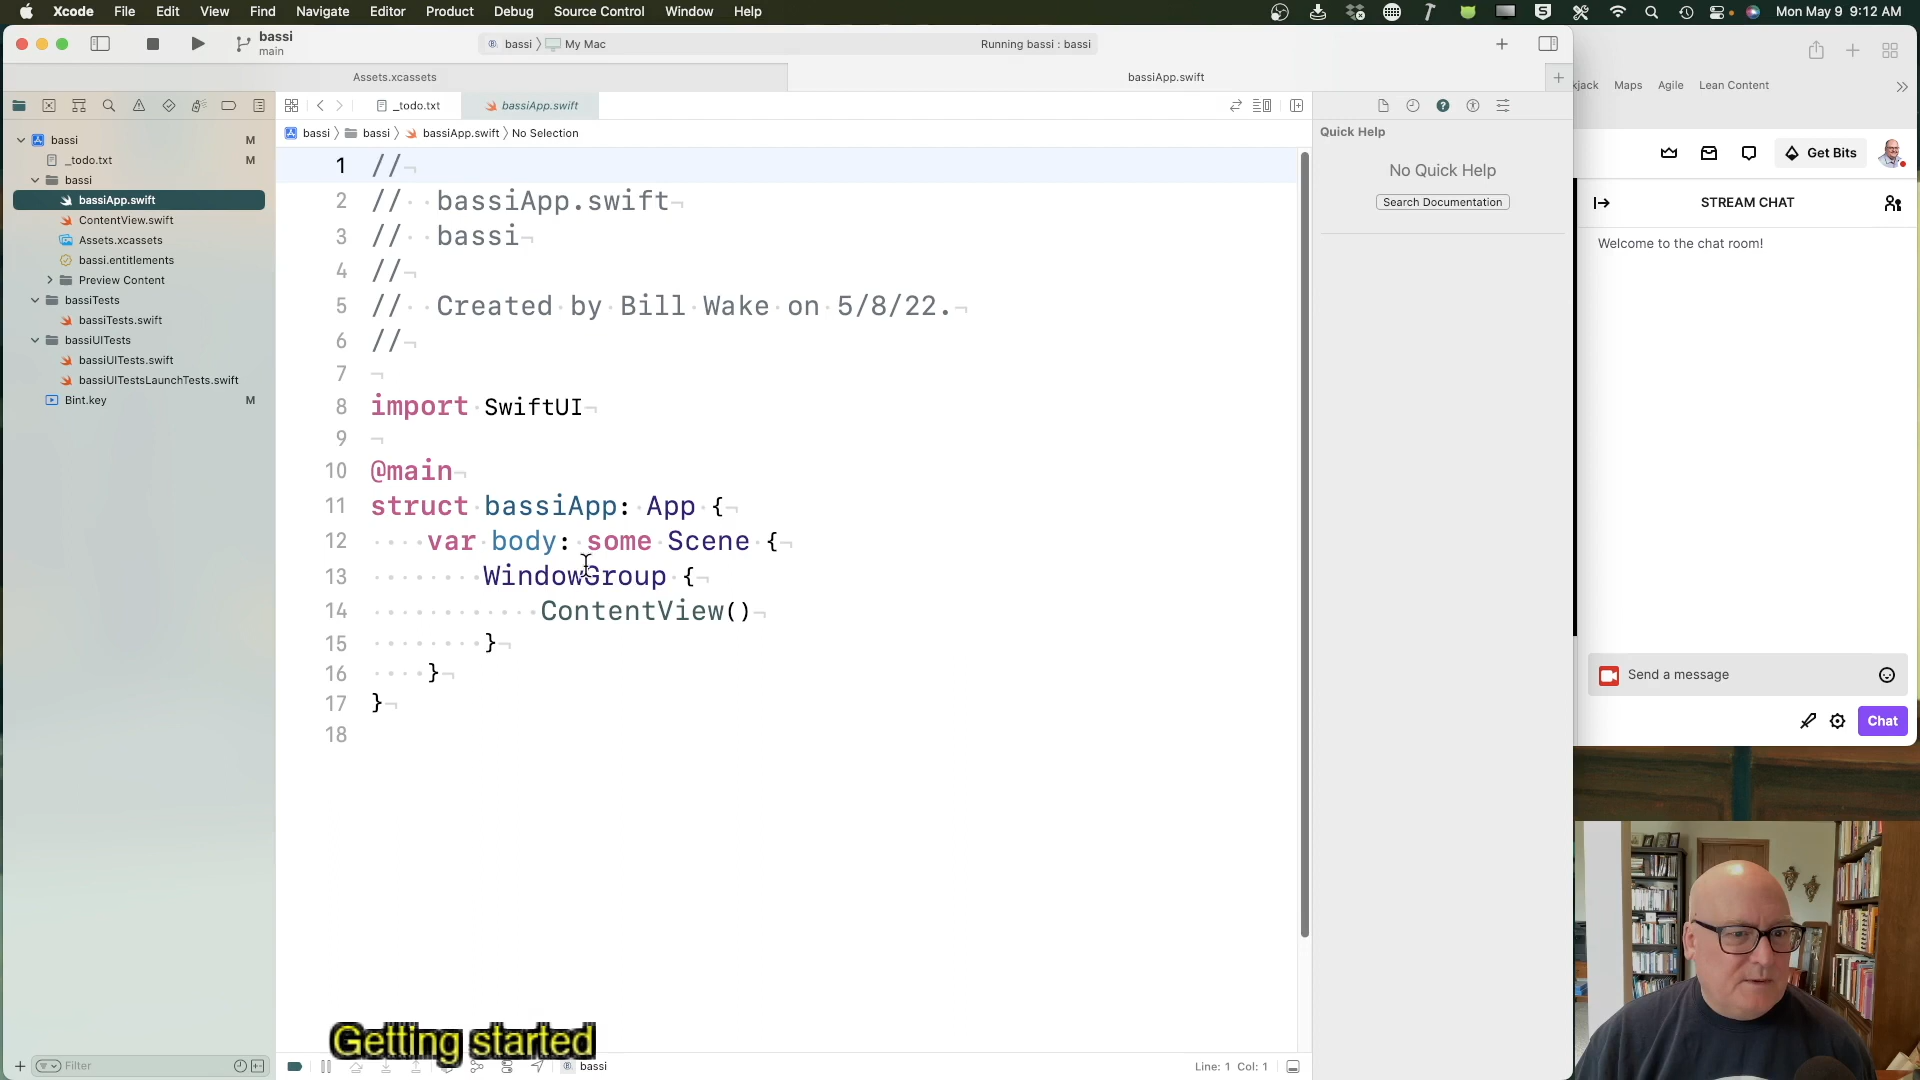 Xcode File Edit View Find Navigate Editor Product Debug Source Control Window Help
Mon May 9 9:12 AM
bassi
main
bassi My Mac
Running bassi : bassi
Assets.xcassets
bassiApp.swift
_todo.txt
bassiApp.swift
bassi bassi bassiApp.swift No Selection
bassi M
_todo.txt M
bassi
bassiApp.swift
ContentView.swift
Assets.xcassets
bassi.entitlements
Preview Content
bassiTests
bassiTests.swift
bassiUITests
bassiUITests.swift
bassiUITestsLaunchTests.swift
Bint.key M
Filter
1 //
2 // bassiApp.swift
3 // bassi
4 //
5 // Created by Bill Wake on 5/8/22.
6 //
7
8 import SwiftUI
9
10 @main
11 struct bassiApp: App {
12 var body: some Scene {
13 WindowGroup {
14 ContentView()
15 }
16 }
17 }
18
Getting started
bassi
Line: 1 Col: 1
Quick Help
No Quick Help
Search Documentation
kjack Maps Agile Lean Content
Get Bits
STREAM CHAT
Welcome to the chat room!
Send a message
Chat